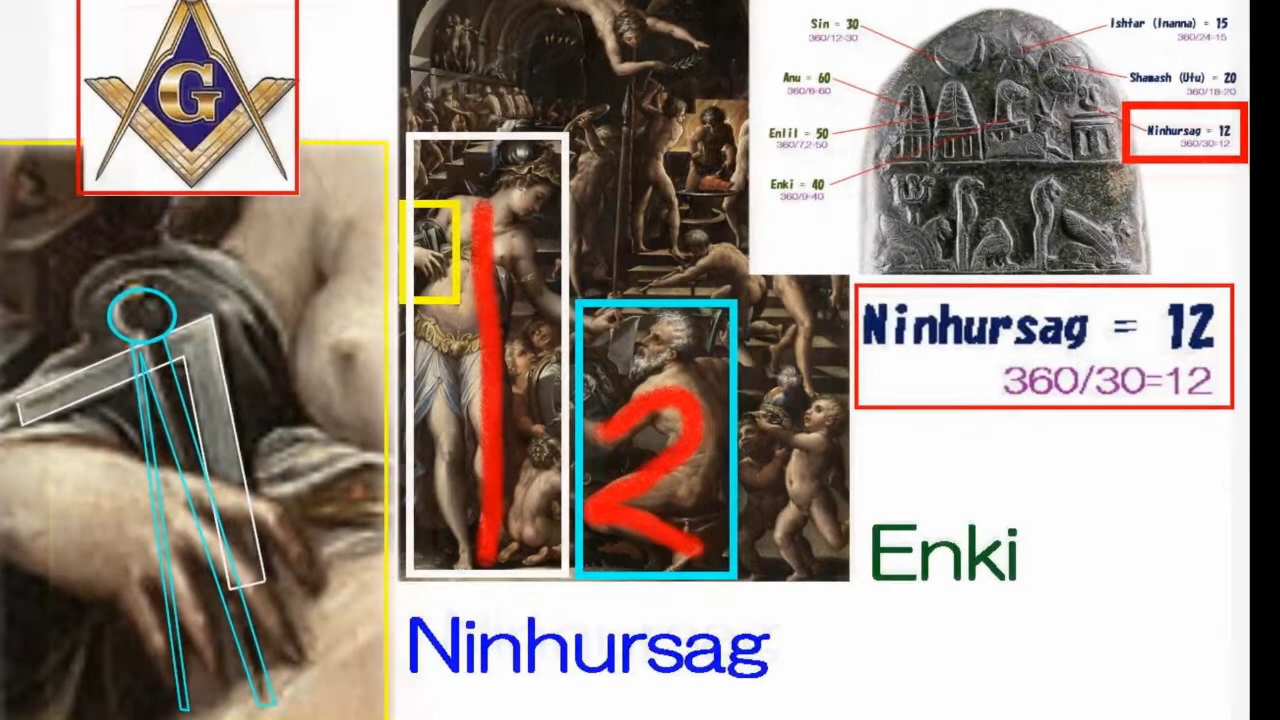 G
Sin = 30
360/12=30
Ishtar (Inanna) = 15
360/24=15
Anu = 60
360/6=60
Shamash (Utu) = 20
360/18=20
Enlil = 50
360/7,2=50
Ninhursag = 12
360/30=12
Enki = 40
360/9=40
12
Ninhursag = 12
360/30=12
Enki
Ninhursag